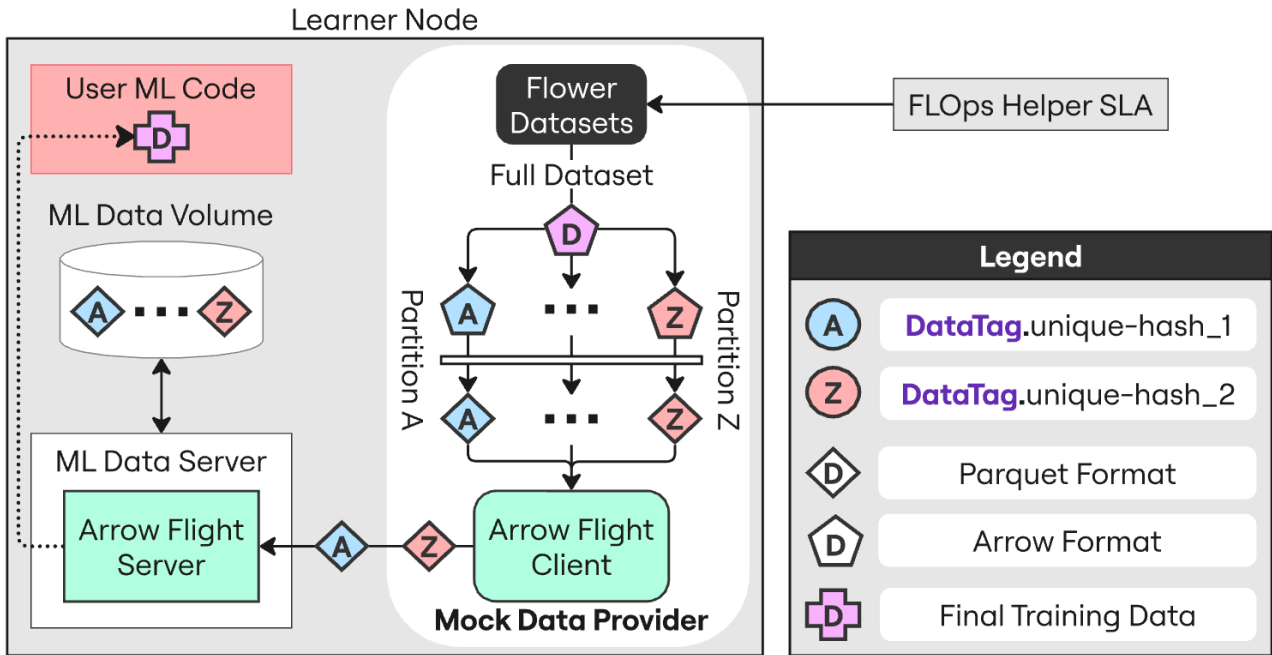 Learner Node
User ML Code
D
ML Data Volume
A
Z
ML Data Server
Arrow Flight
Server
A
Z
Flower
Datasets
Full Dataset
D
A
Z
Partition A
Partition Z
A
Z
Arrow Flight
Client
Mock Data Provider
FLOps Helper SLA
Legend
A
DataTag.unique-hash_1
Z
DataTag.unique-hash_2
D
Parquet Format
D
Arrow Format
D
Final Training Data